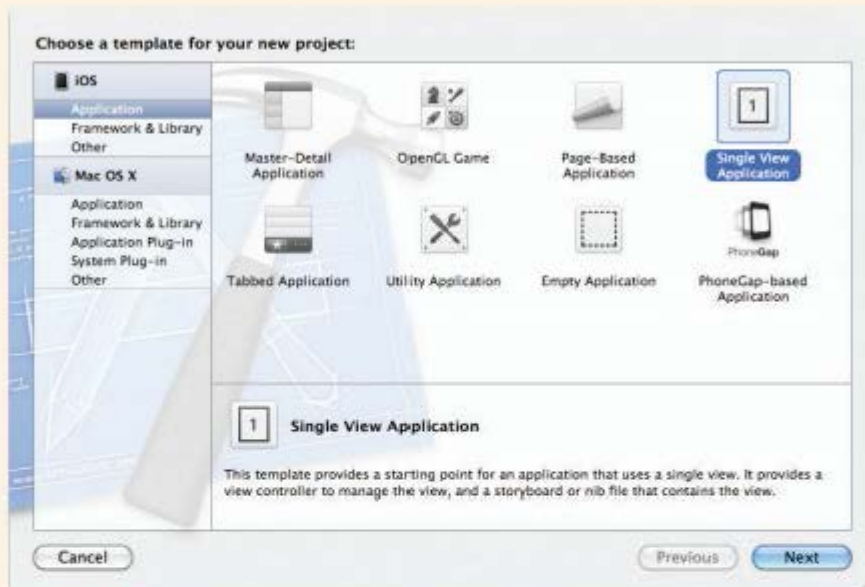 Choose a template for your new project:
iOS
Application
Framework & Library
Other
Mac OS X
Application
Framework & Library
Application Plug-in
System Plug-in
Other
Master-Detail
Application
OpenGL Game
Page-Based
Application
1
Single View
Application
Tabbed Application
Utility Application
Empty Application
PhoneGap
PhoneGap-based
Application
1
Single View Application
This template provides a starting point for an application that uses a single view. It provides a
view controller to manage the view, and a storyboard or nib file that contains the view.
Cancel
Previous
Next